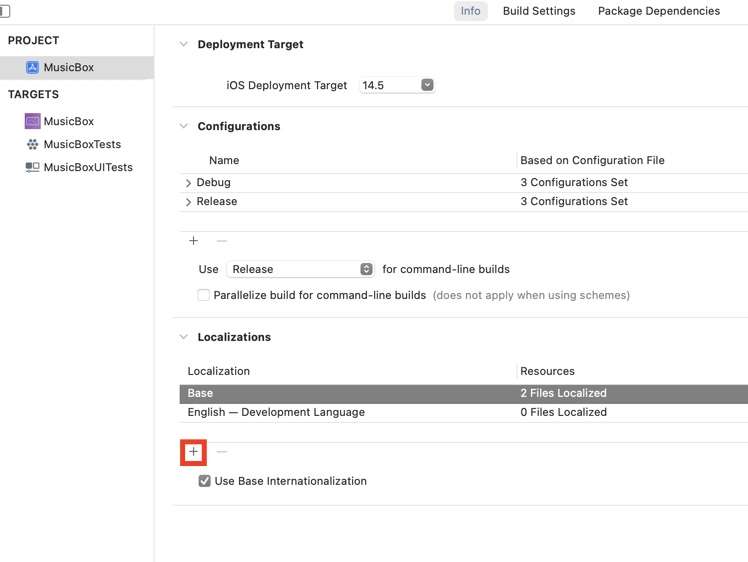 Info Build Settings Package Dependencies
PROJECT
MusicBox
TARGETS
MusicBox
MusicBoxTests
MusicBoxUITests
Deployment Target
iOS Deployment Target 14.5
Configurations
Name Based on Configuration File
Debug 3 Configurations Set
Release 3 Configurations Set
+ —
Use Release for command-line builds
Parallelize build for command-line builds (does not apply when using schemes)
Localizations
Localization Resources
Base 2 Files Localized
English — Development Language 0 Files Localized
+ —
Use Base Internationalization